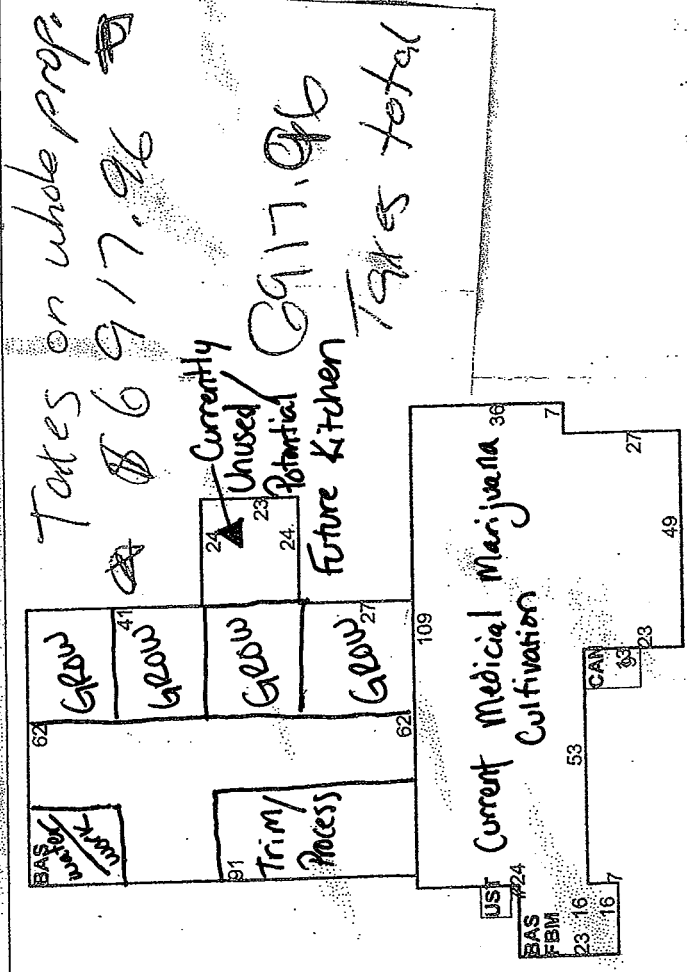 Taxes on whole prop.
$6917.96
6917.96
Taxes total
Currently
Unused/
Potential
Future Kitchen
24
23
24
GROW
41
GROW
GROW
GROW
27
62
62
BAS
water/
work
91
Trim/
Process
109
Current Medicial Marijuana
Cultivation
36
7
27
49
23
CAN
53
UST
24
BAS
FBM
23 16
16
7